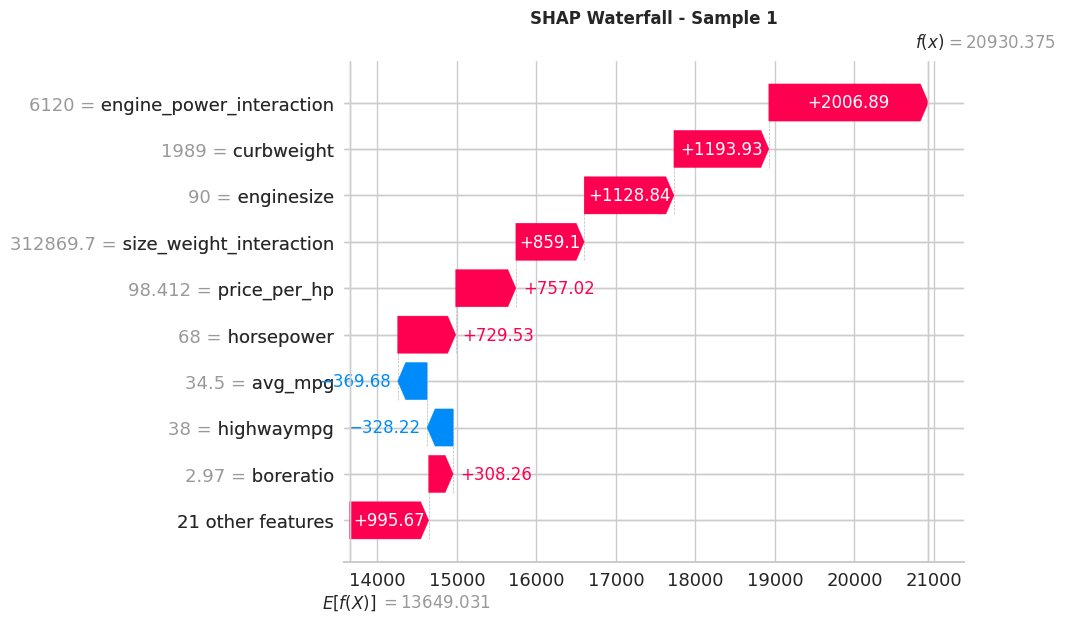 SHAP Waterfall - Sample 1
f(x) = 20930.375
6120 = engine_power_interaction +2006.89
1989 = curbweight +1193.93
90 = enginesize +1128.84
312869.7 = size_weight_interaction +859.1
98.412 = price_per_hp +757.02
68 = horsepower +729.53
34.5 = avg_mpg −369.68
38 = highwaympg −328.22
2.97 = boreratio +308.26
21 other features +995.67
14000 15000 16000 17000 18000 19000 20000 21000
E[f(X)] = 13649.031